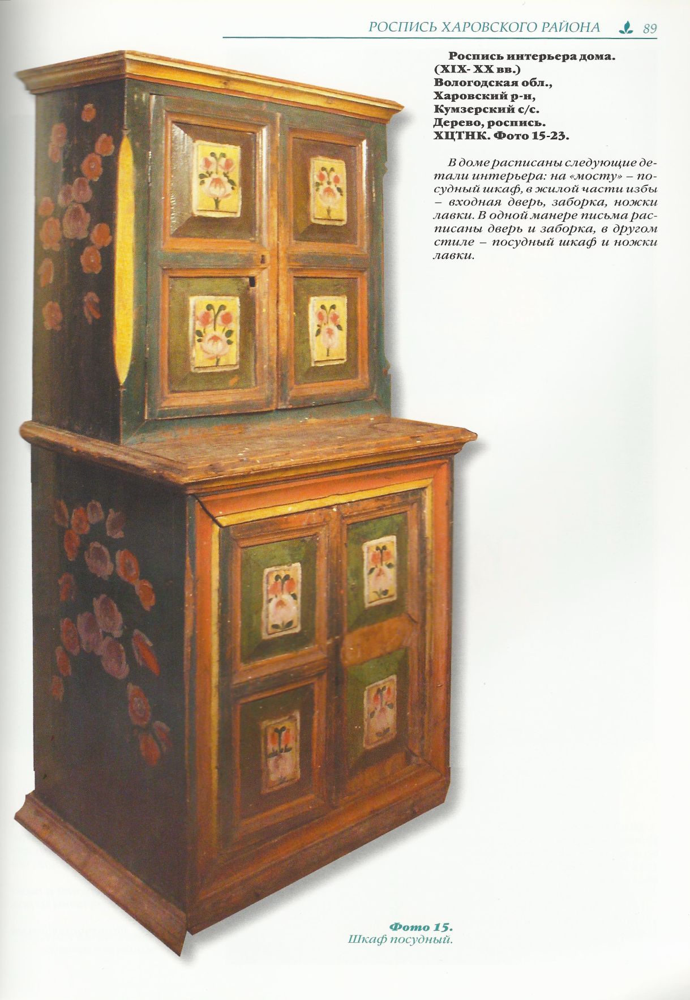 РОСПИСЬ ХАРОВСКОГО РАЙОНА 89
Роспись интерьера дома.
(XIX- XX вв.)
Вологодская обл.,
Харовский р-н,
Кумзерский с/с.
Дерево, роспись.
ХЦТНК. Фото 15-23.
В доме расписаны следующие де-
тали интерьера: на «мосту» – по-
судный шкаф, в жилой части избы
– входная дверь, заборка, ножки
лавки. В одной манере письма рас-
писаны дверь и заборка, в другом
стиле – посудный шкаф и ножки
лавки.
Фото 15.
Шкаф посудный.